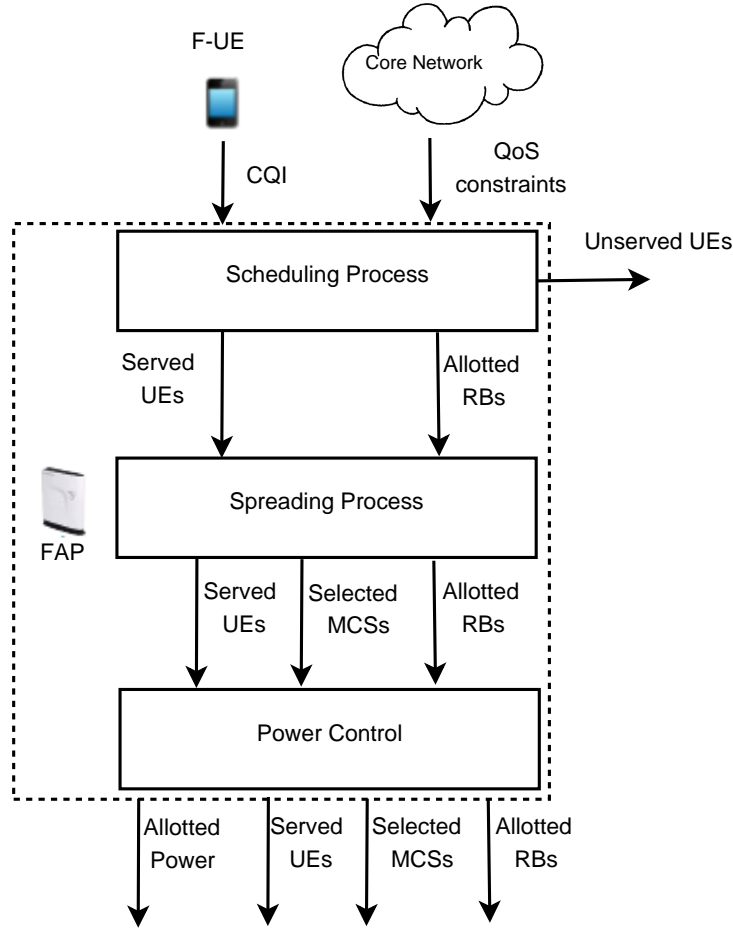 F-UE
Core Network
CQI
QoS
constraints
Unserved UEs
Scheduling Process
Served
UEs
Allotted
RBs
Spreading Process
FAP
Served
UEs
Selected
MCSs
Allotted
RBs
Power Control
Allotted
Power
Served
UEs
Selected
MCSs
Allotted
RBs